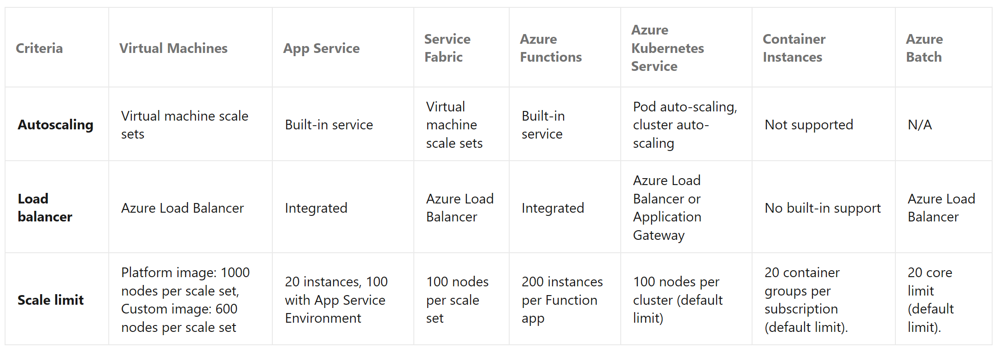 Criteria
Virtual Machines
App Service
Service
Fabric
Azure
Functions
Azure
Kubernetes
Service
Container
Instances
Azure
Batch
Autoscaling
Virtual machine scale
sets
Built-in service
Virtual
machine
scale sets
Built-in
service
Pod auto-scaling,
cluster auto-
scaling
Not supported
N/A
Load
balancer
Azure Load Balancer
Integrated
Azure Load
Balancer
Integrated
Azure Load
Balancer or
Application
Gateway
No built-in support
Azure Load
Balancer
Scale limit
Platform image: 1000
nodes per scale set,
Custom image: 600
nodes per scale set
20 instances, 100
with App Service
Environment
100 nodes
per scale
set
200 instances
per Function
app
100 nodes per
cluster (default
limit)
20 container
groups per
subscription
(default limit).
20 core
limit
(default
limit).